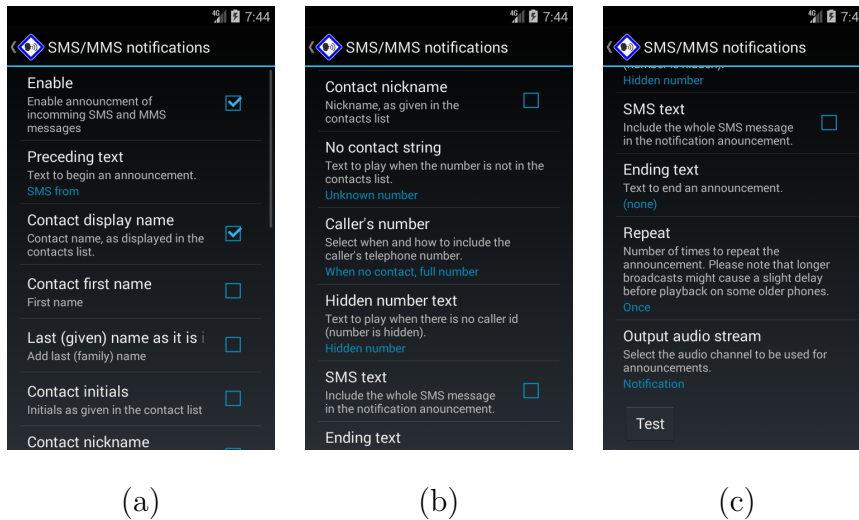 4G 7:44
SMS/MMS notifications
Enable
Enable announcment of
incomming SMS and MMS
messages
Preceding text
Text to begin an announcement.
SMS from
Contact display name
Contact name, as displayed in the
contacts list.
Contact first name
First name
Last (given) name as it is i
Add last (family) name
Contact initials
Initials as given in the contact list
Contact nickname
(a)
4G 7:44
SMS/MMS notifications
Contact nickname
Nickname, as given in the
contacts list
No contact string
Text to play when the number is not in the
contacts list.
Unknown number
Caller's number
Select when and how to include the
caller's telephone number.
When no contact, full number
Hidden number text
Text to play when there is no caller id
(number is hidden).
Hidden number
SMS text
Include the whole SMS message
in the notification anouncement.
Ending text
(b)
4G 7:4
SMS/MMS notifications
(number is hidden).
Hidden number
SMS text
Include the whole SMS message
in the notification anouncement.
Ending text
Text to end an announcement.
(none)
Repeat
Number of times to repeat the
announcement. Please note that longer
broadcasts might cause a slight delay
before playback on some older phones.
Once
Output audio stream
Select the audio channel to be used for
announcements.
Notification
Test
(c)